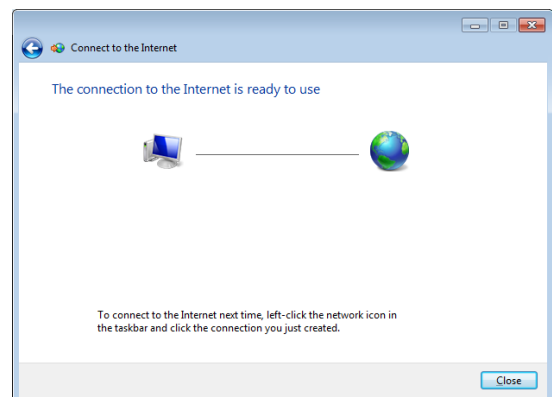 Connect to the Internet
The connection to the Internet is ready to use
To connect to the Internet next time, left-click the network icon in
the taskbar and click the connection you just created.
Close